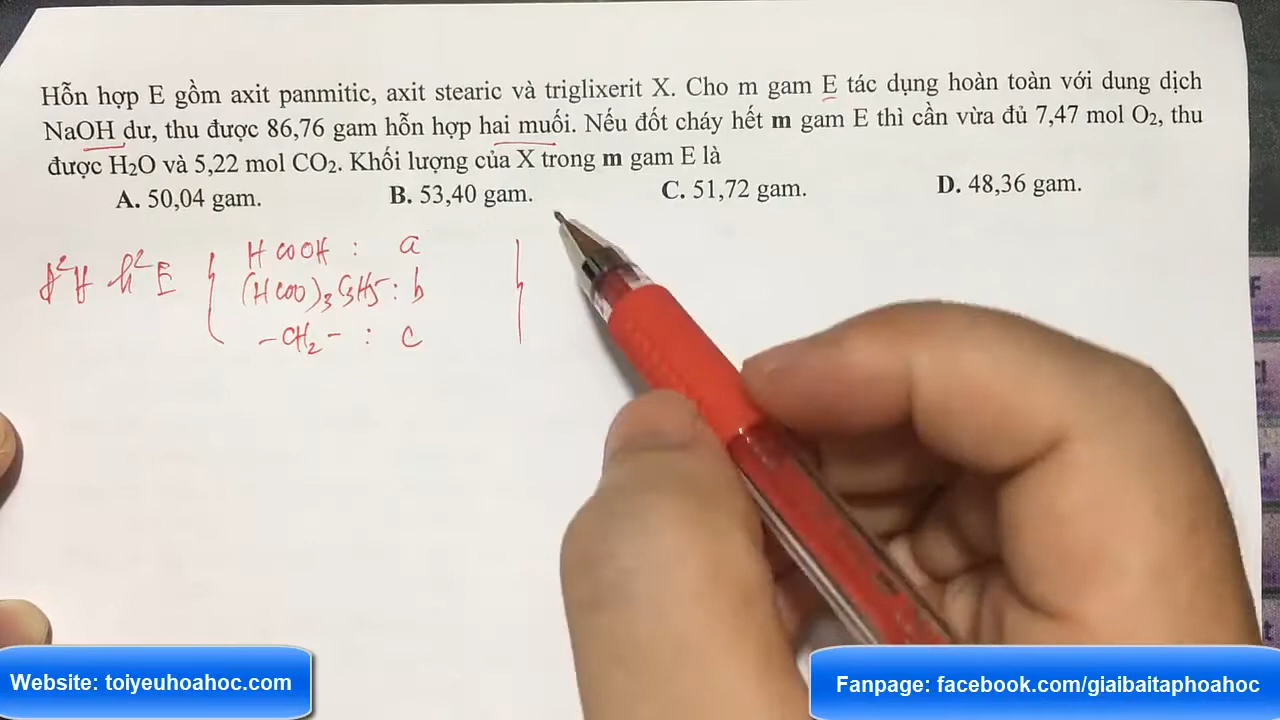 Hỗn hợp E gồm axit panmitic, axit stearic và triglixerit X. Cho m gam E tác dụng hoàn toàn với dung dịch
NaOH dư, thu được 86,76 gam hỗn hợp hai muối. Nếu đốt cháy hết m gam E thì cần vừa đủ 7,47 mol O₂, thu
được H₂O và 5,22 mol CO₂. Khối lượng của X trong m gam E là
A. 50,04 gam. B. 53,40 gam. C. 51,72 gam. D. 48,36 gam.
HCOOH : a
h² E (HCOO)₃C₃H₅ : b
-CH₂- : c
Website: toiyeuhoahoc.com
Fanpage: facebook.com/giaibaitaphoahoc